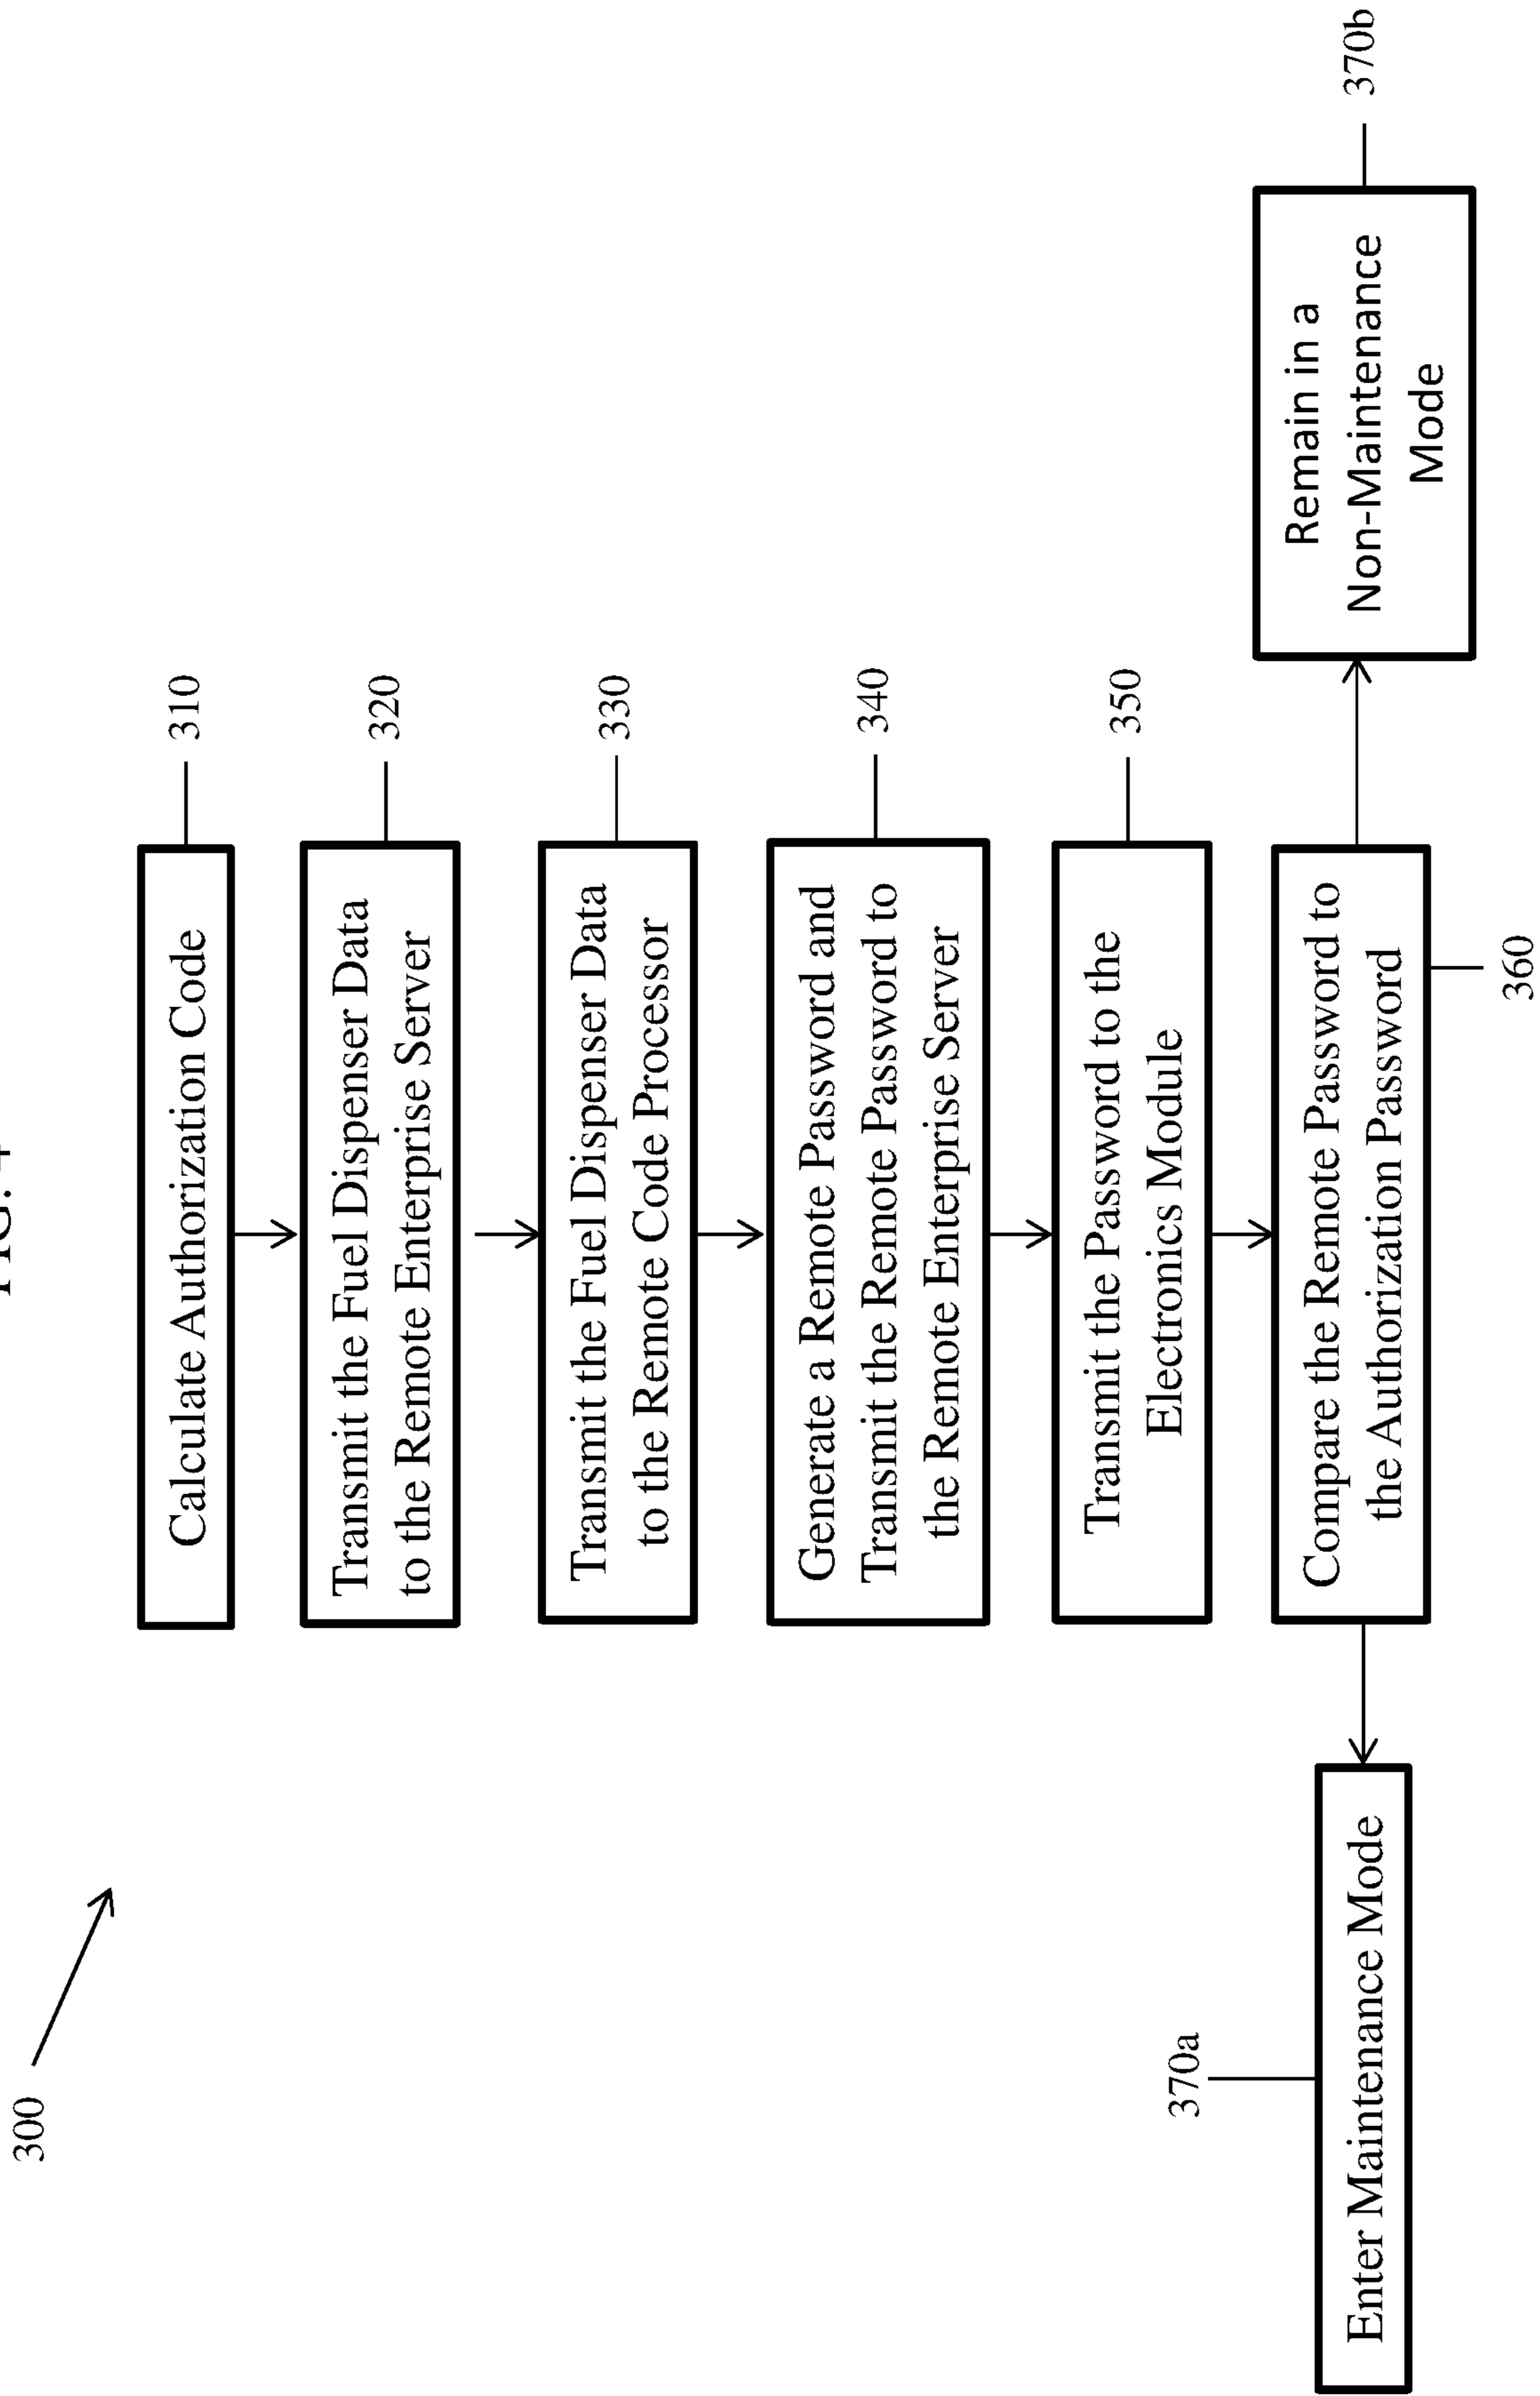 300
Calculate Authorization Code
310
Transmit the Fuel Dispenser Data
to the Remote Enterprise Server
320
Transmit the Fuel Dispenser Data
to the Remote Code Processor
330
Generate a Remote Password and
Transmit the Remote Password to
the Remote Enterprise Server
340
Transmit the Password to the
Electronics Module
350
Compare the Remote Password to
the Authorization Password
360
370a
Enter Maintenance Mode
370b
Remain in a
Non-Maintenance
Mode